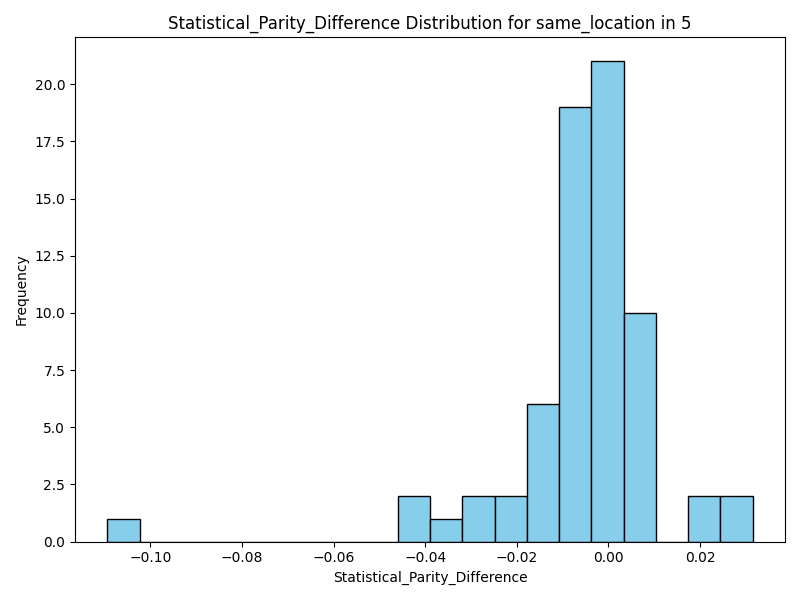 Statistical_Parity_Difference Distribution for same_location in 5
20.0
17.5
15.0
12.5
10.0
7.5
5.0
2.5
0.0
Frequency
−0.10 −0.08 −0.06 −0.04 −0.02 0.00 0.02
Statistical_Parity_Difference